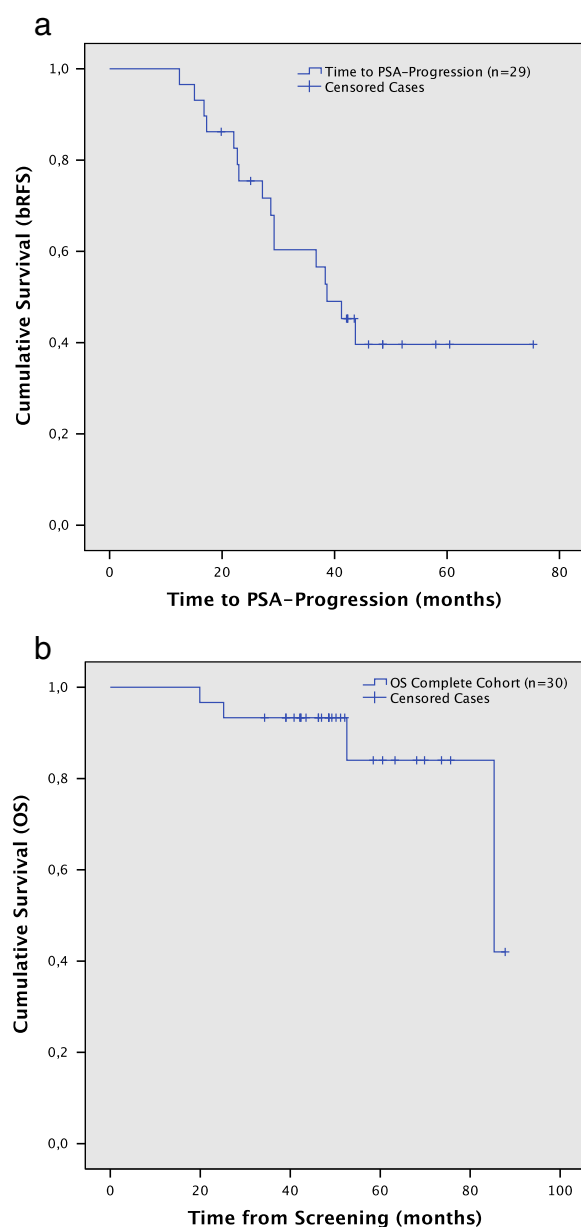 a
1,0
Time to PSA-Progression (n=29)
Censored Cases
0,8
0,6
0,4
0,2
0,0
Cumulative Survival (bRFS)
0 20 40 60 80
Time to PSA-Progression (months)
b
1,0
OS Complete Cohort (n=30)
Censored Cases
0,8
0,6
0,4
0,2
0,0
Cumulative Survival (OS)
0 20 40 60 80 100
Time from Screening (months)